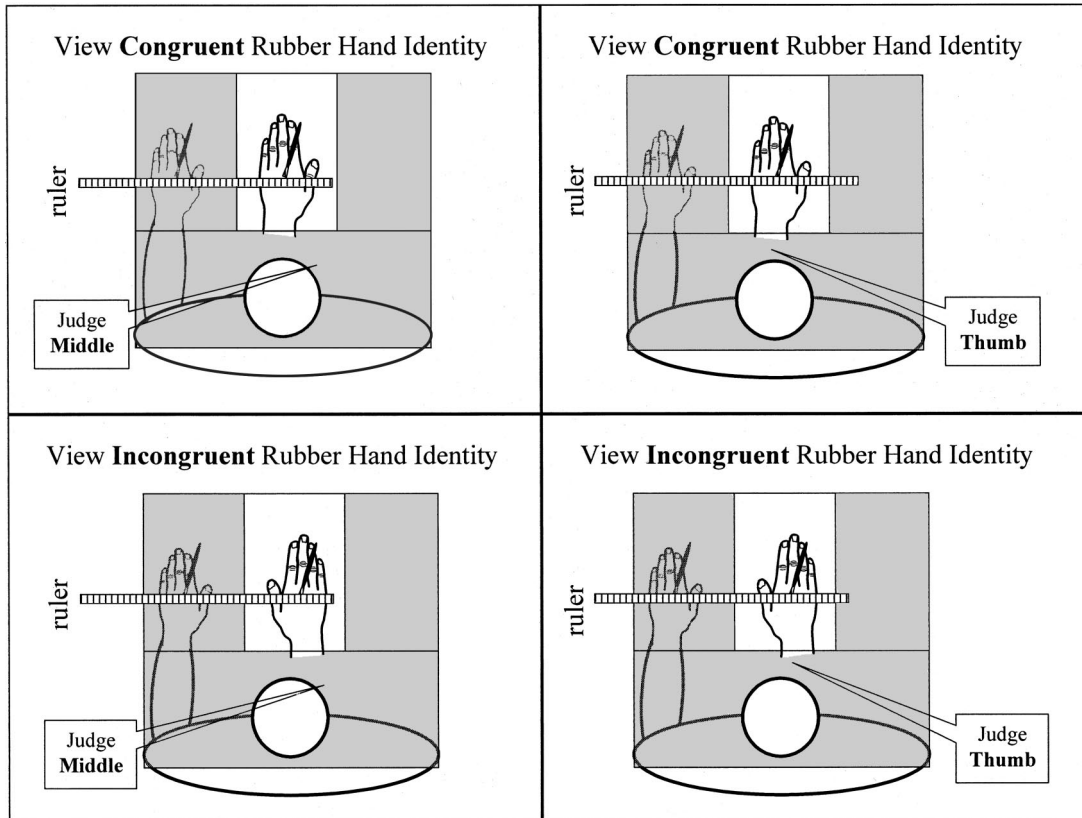 View Congruent Rubber Hand Identity
ruler
Judge
Middle
View Congruent Rubber Hand Identity
ruler
Judge
Thumb
View Incongruent Rubber Hand Identity
ruler
Judge
Middle
View Incongruent Rubber Hand Identity
ruler
Judge
Thumb